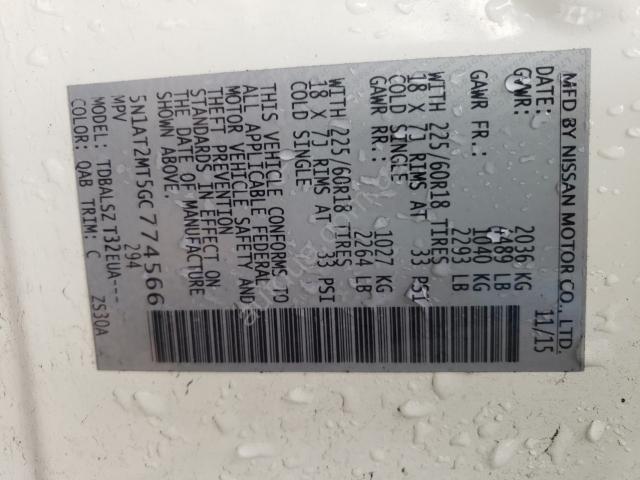 MFD BY NISSAN MOTOR CO., LTD.
DATE: 11/15
GVWR: 2036 KG
4489 LB
GAWR FR.: 1040 KG
2293 LB
WITH 225/60R18 TIRES
18 X 7J RIMS AT 33 PSI
COLD SINGLE
GAWR RR.: 1027 KG
2264 LB
WITH 225/60R18 TIRES
18 X 7J RIMS AT 33 PSI
COLD SINGLE
THIS VEHICLE CONFORMS TO
ALL APPLICABLE FEDERAL
MOTOR VEHICLE SAFETY AND
THEFT PREVENTION
STANDARDS IN EFFECT ON
THE DATE OF MANUFACTURE
SHOWN ABOVE.
5N1AT2MT5GC774566
MPV 294
MODEL: TDBALSZ T32EUA---
COLOR: QAB TRIM: C ZS30A